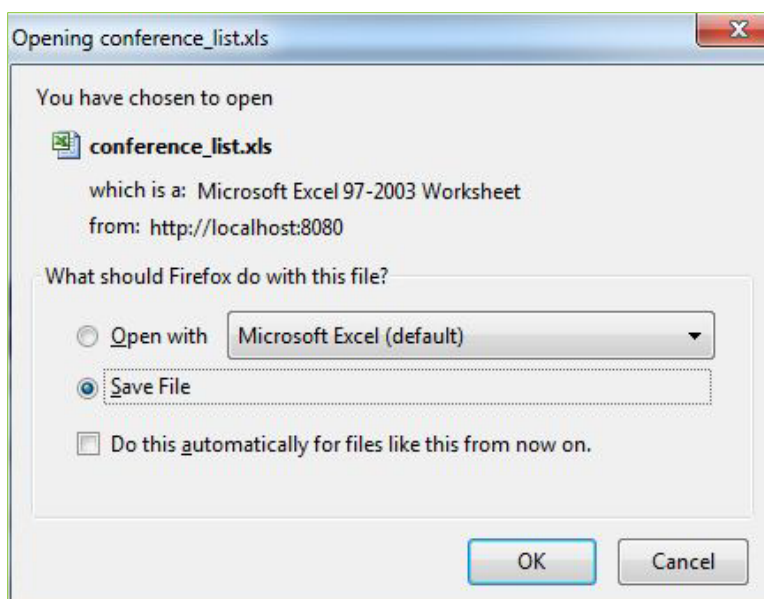 Opening conference_list.xls
You have chosen to open
conference_list.xls
which is a: Microsoft Excel 97-2003 Worksheet
from: http://localhost:8080
What should Firefox do with this file?
Open with Microsoft Excel (default)
Save File
Do this automatically for files like this from now on.
OK Cancel